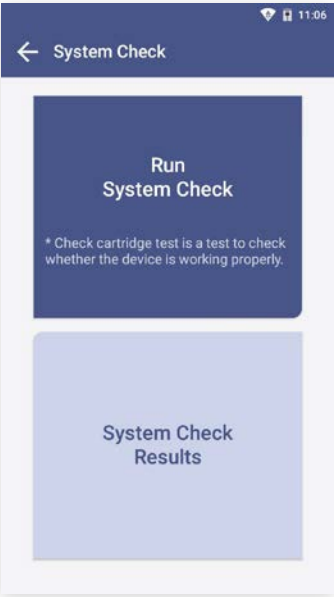 11:06
System Check
Run
System Check
* Check cartridge test is a test to check
whether the device is working properly.
System Check
Results